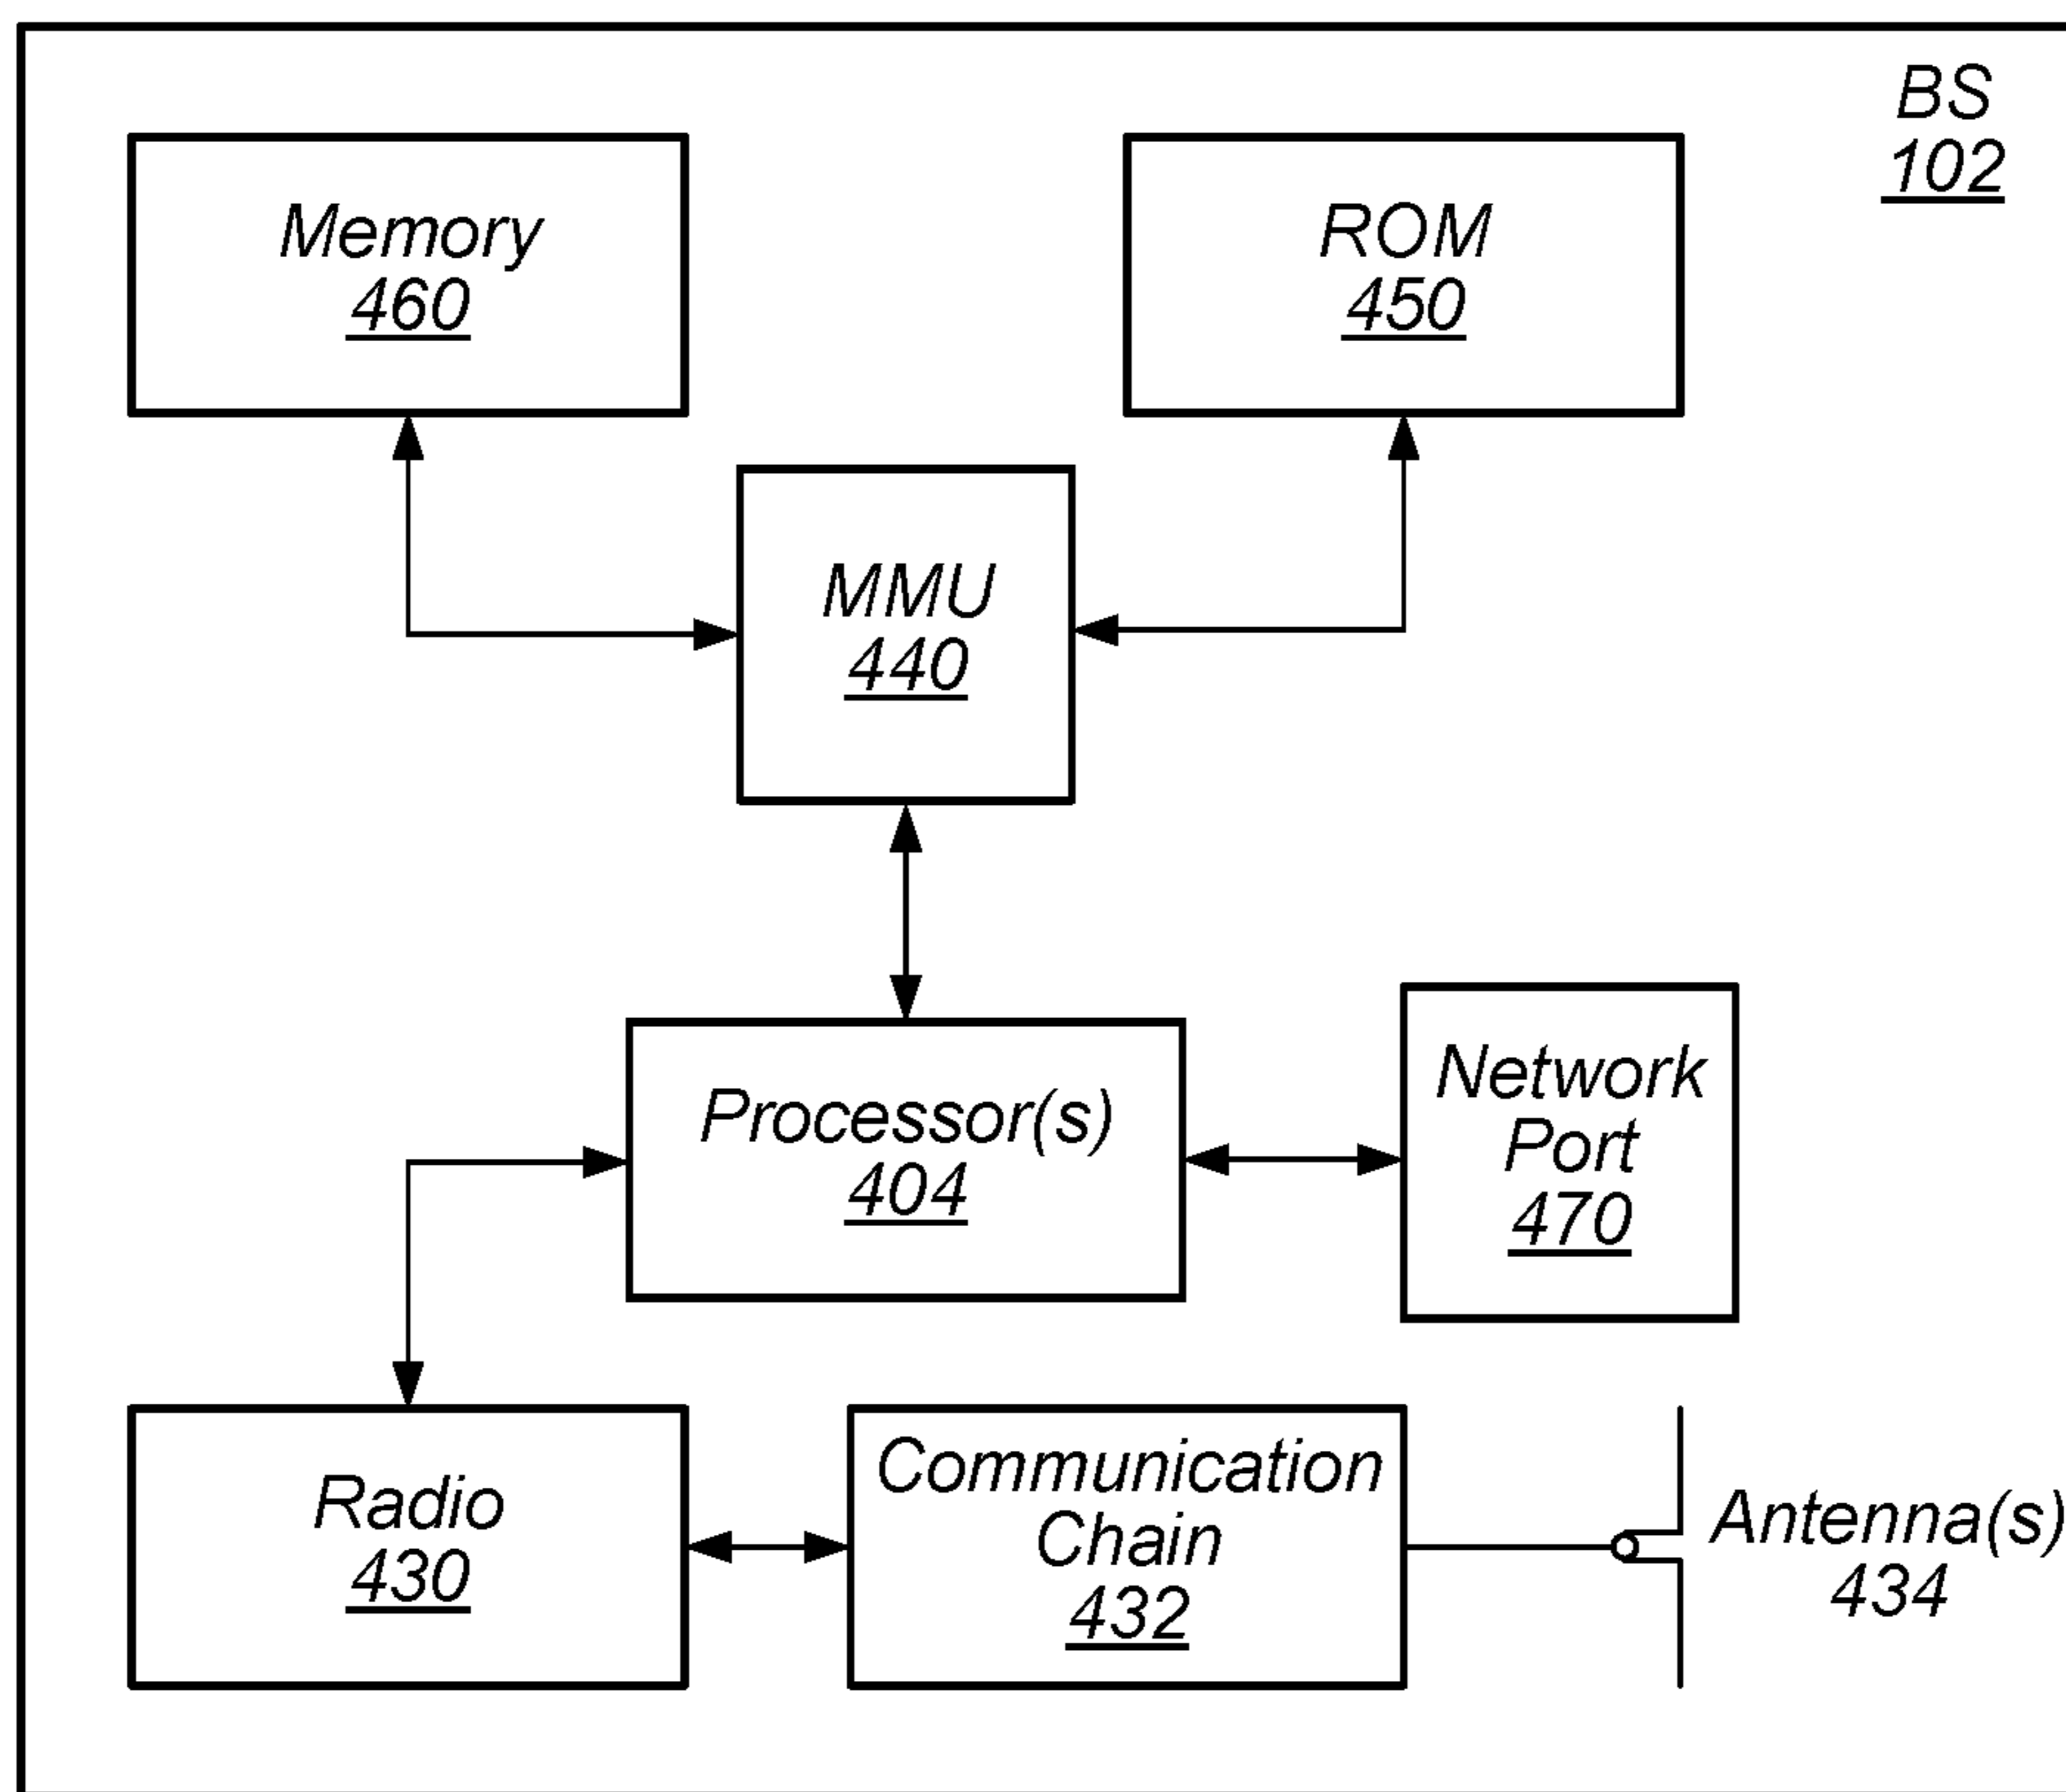 BS
102
Memory
460
ROM
450
MMU
440
Processor(s)
404
Network
Port
470
Radio
430
Communication
Chain
432
Antenna(s)
434